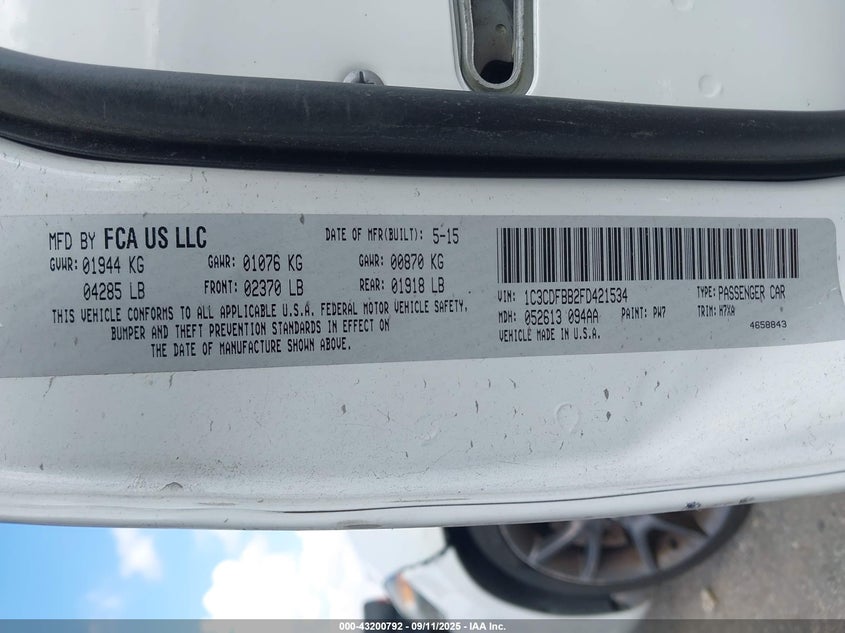 MFD BY FCA US LLC DATE OF MFR(BUILT): 5-15
GVWR: 01944 KG GAWR: 01076 KG GAWR: 00870 KG
04285 LB FRONT: 02370 LB REAR: 01918 LB
THIS VEHICLE CONFORMS TO ALL APPLICABLE U.S.A. FEDERAL MOTOR VEHICLE SAFETY,
BUMPER AND THEFT PREVENTION STANDARDS IN EFFECT ON
THE DATE OF MANUFACTURE SHOWN ABOVE.
VIN: 1C3CDFBB2FD421534 TYPE: PASSENGER CAR
MDH: 052613 094AA PAINT: PW7 TRIM: H7XA
VEHICLE MADE IN U.S.A. 4658843
000-43200792 - 09/11/2025 - IAA Inc.